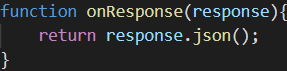 function onResponse(response){
    return response.json();
}